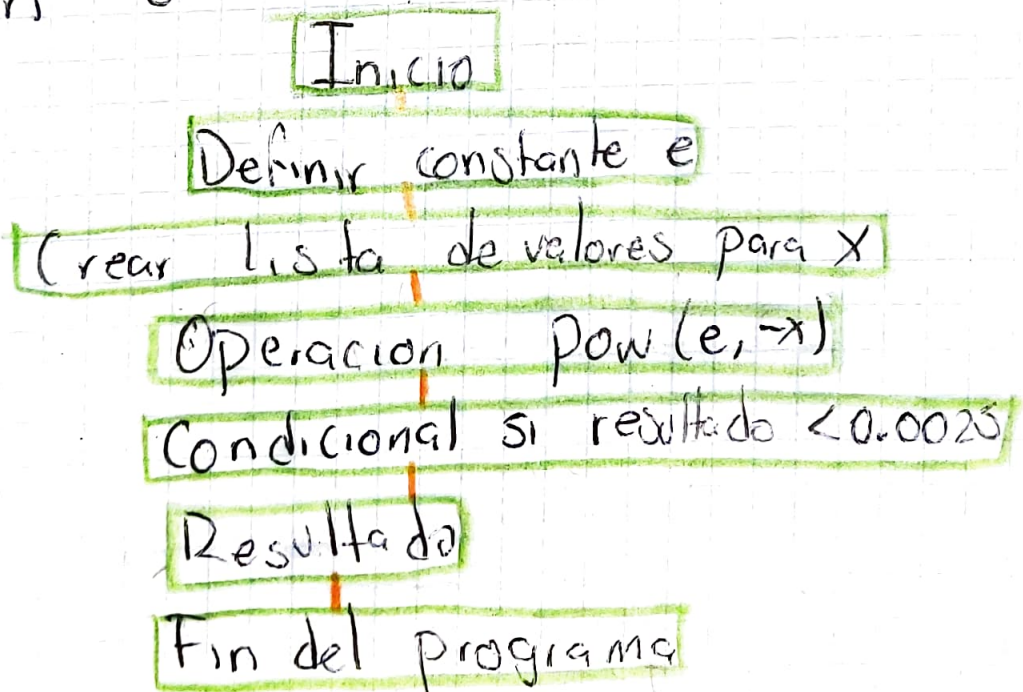 Inicio
Definir constante e
Crear lista de valores para X
Operacion pow(e,-x)
Condicional si resultado <0.0025
Resultado
Fin del programa